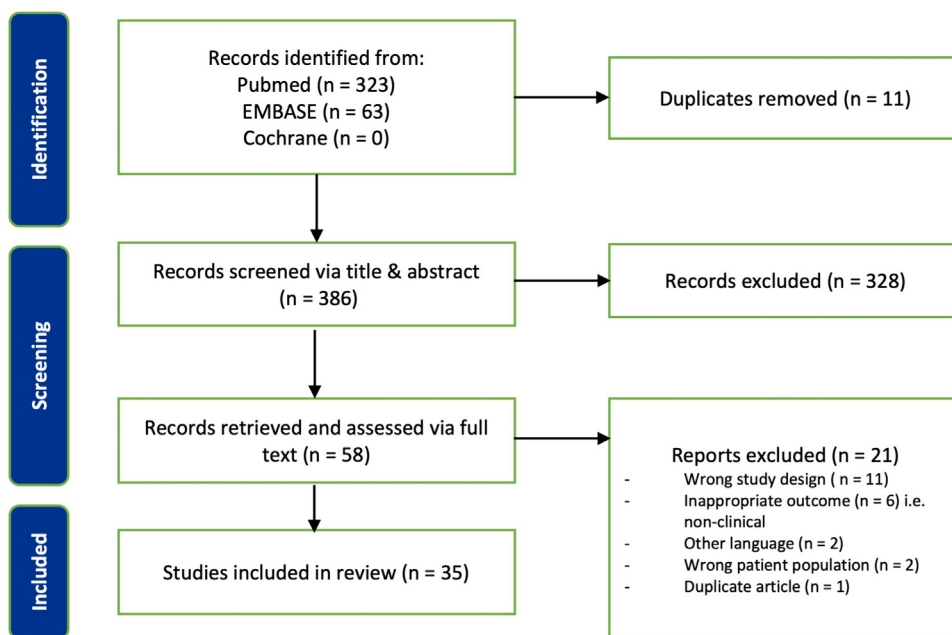 Identification
Records identified from:
Pubmed (n = 323)
EMBASE (n = 63)
Cochrane (n = 0)
Duplicates removed (n = 11)
Screening
Records screened via title & abstract
(n = 386)
Records excluded (n = 328)
Records retrieved and assessed via full
text (n = 58)
Reports excluded (n = 21)
- Wrong study design ( n = 11)
- Inappropriate outcome (n = 6) i.e.
non-clinical
- Other language (n = 2)
- Wrong patient population (n = 2)
- Duplicate article (n = 1)
Included
Studies included in review (n = 35)